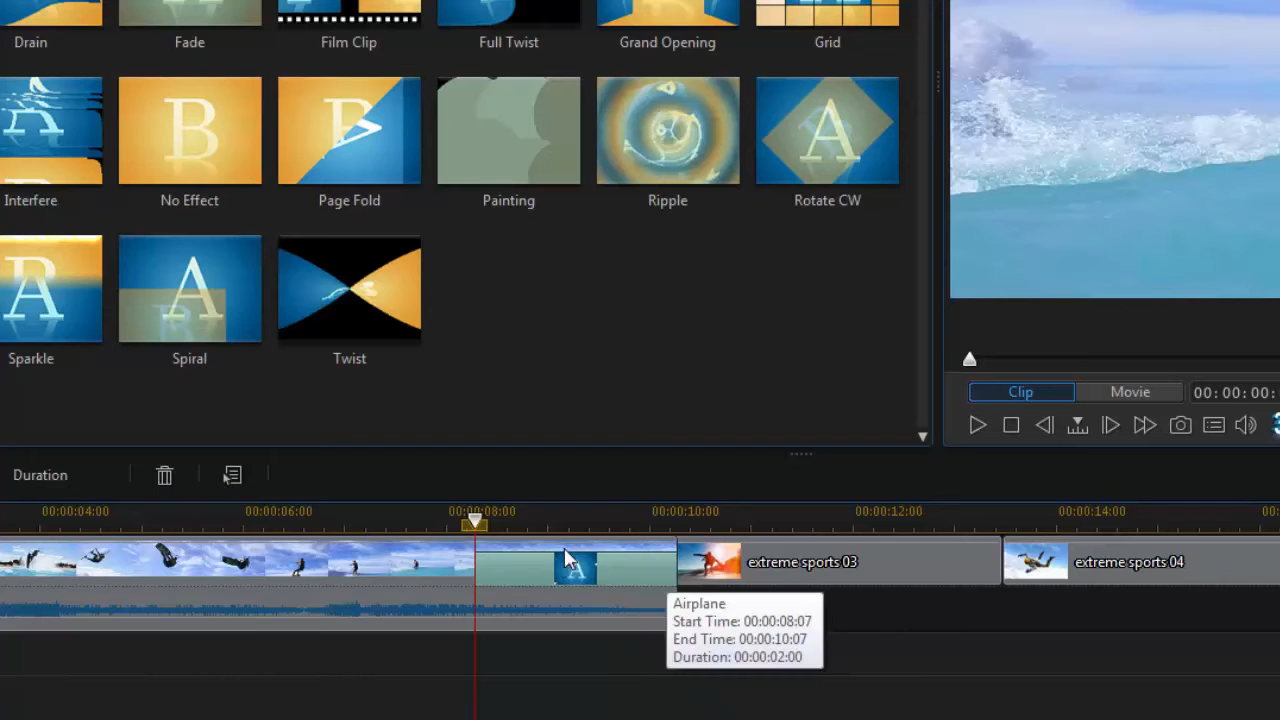 Drain Fade Film Clip Full Twist Grand Opening Grid
B
A
Interfere No Effect Page Fold Painting Ripple Rotate CW
A
Sparkle Spiral Twist
Clip Movie 00:00:00:
Duration
00:00:04:00 00:00:06:00 00:00:08:00 00:00:10:00 00:00:12:00 00:00:14:00 00:
extreme sports 03 extreme sports 04
Airplane
Start Time: 00:00:08:07
End Time: 00:00:10:07
Duration: 00:00:02:00